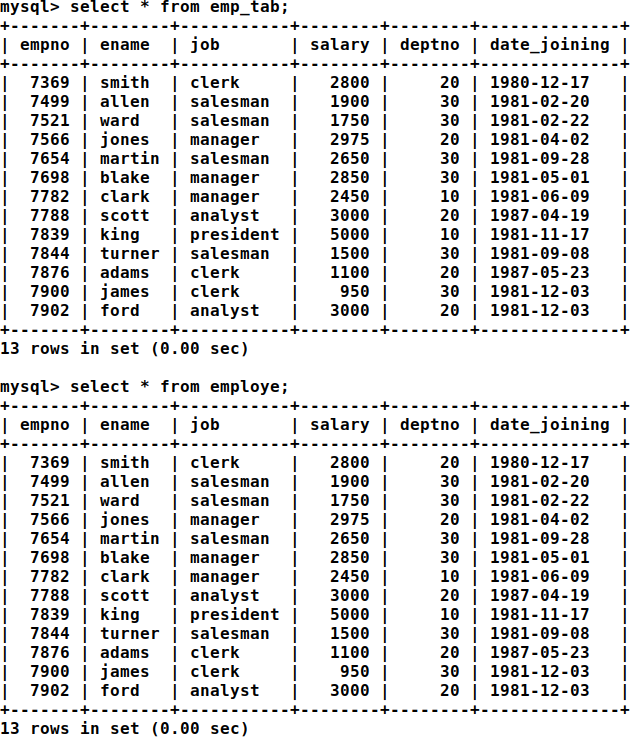 mysql> select * from emp_tab;
+-------+--------+-----------+--------+--------+--------------+
| empno | ename  | job       | salary | deptno | date_joining |
+-------+--------+-----------+--------+--------+--------------+
|  7369 | smith  | clerk     |   2800 |     20 | 1980-12-17   |
|  7499 | allen  | salesman  |   1900 |     30 | 1981-02-20   |
|  7521 | ward   | salesman  |   1750 |     30 | 1981-02-22   |
|  7566 | jones  | manager   |   2975 |     20 | 1981-04-02   |
|  7654 | martin | salesman  |   2650 |     30 | 1981-09-28   |
|  7698 | blake  | manager   |   2850 |     30 | 1981-05-01   |
|  7782 | clark  | manager   |   2450 |     10 | 1981-06-09   |
|  7788 | scott  | analyst   |   3000 |     20 | 1987-04-19   |
|  7839 | king   | president |   5000 |     10 | 1981-11-17   |
|  7844 | turner | salesman  |   1500 |     30 | 1981-09-08   |
|  7876 | adams  | clerk     |   1100 |     20 | 1987-05-23   |
|  7900 | james  | clerk     |    950 |     30 | 1981-12-03   |
|  7902 | ford   | analyst   |   3000 |     20 | 1981-12-03   |
+-------+--------+-----------+--------+--------+--------------+
13 rows in set (0.00 sec)

mysql> select * from employe;
+-------+--------+-----------+--------+--------+--------------+
| empno | ename  | job       | salary | deptno | date_joining |
+-------+--------+-----------+--------+--------+--------------+
|  7369 | smith  | clerk     |   2800 |     20 | 1980-12-17   |
|  7499 | allen  | salesman  |   1900 |     30 | 1981-02-20   |
|  7521 | ward   | salesman  |   1750 |     30 | 1981-02-22   |
|  7566 | jones  | manager   |   2975 |     20 | 1981-04-02   |
|  7654 | martin | salesman  |   2650 |     30 | 1981-09-28   |
|  7698 | blake  | manager   |   2850 |     30 | 1981-05-01   |
|  7782 | clark  | manager   |   2450 |     10 | 1981-06-09   |
|  7788 | scott  | analyst   |   3000 |     20 | 1987-04-19   |
|  7839 | king   | president |   5000 |     10 | 1981-11-17   |
|  7844 | turner | salesman  |   1500 |     30 | 1981-09-08   |
|  7876 | adams  | clerk     |   1100 |     20 | 1987-05-23   |
|  7900 | james  | clerk     |    950 |     30 | 1981-12-03   |
|  7902 | ford   | analyst   |   3000 |     20 | 1981-12-03   |
+-------+--------+-----------+--------+--------+--------------+
13 rows in set (0.00 sec)